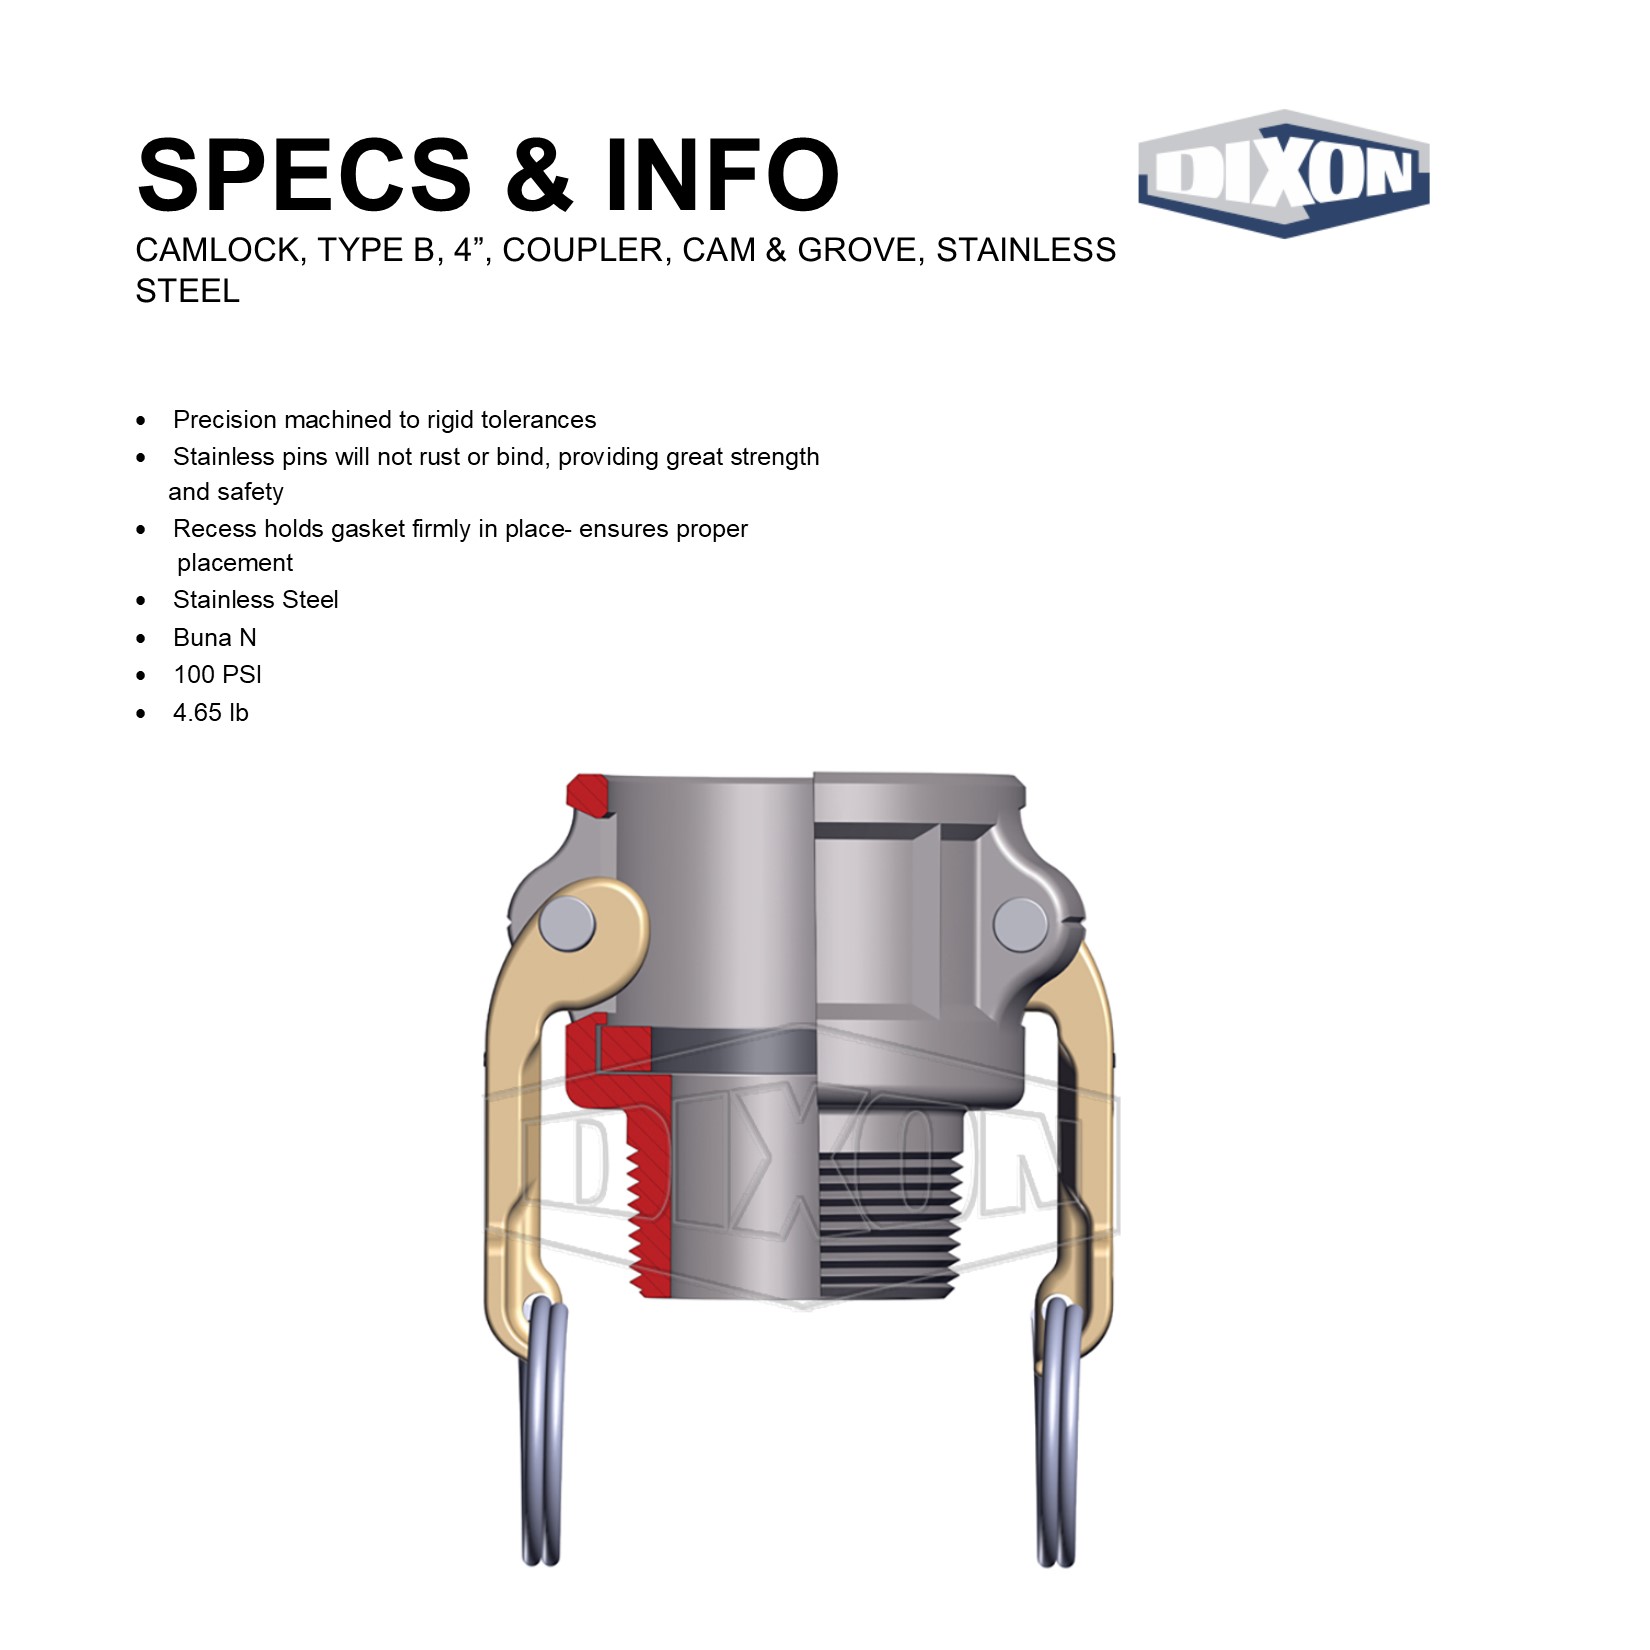 SPECS & INFO
DIXON
CAMLOCK, TYPE B, 4”, COUPLER, CAM & GROVE, STAINLESS
STEEL
• Precision machined to rigid tolerances
• Stainless pins will not rust or bind, providing great strength
and safety
• Recess holds gasket firmly in place- ensures proper
placement
• Stainless Steel
• Buna N
• 100 PSI
• 4.65 lb
DIXON